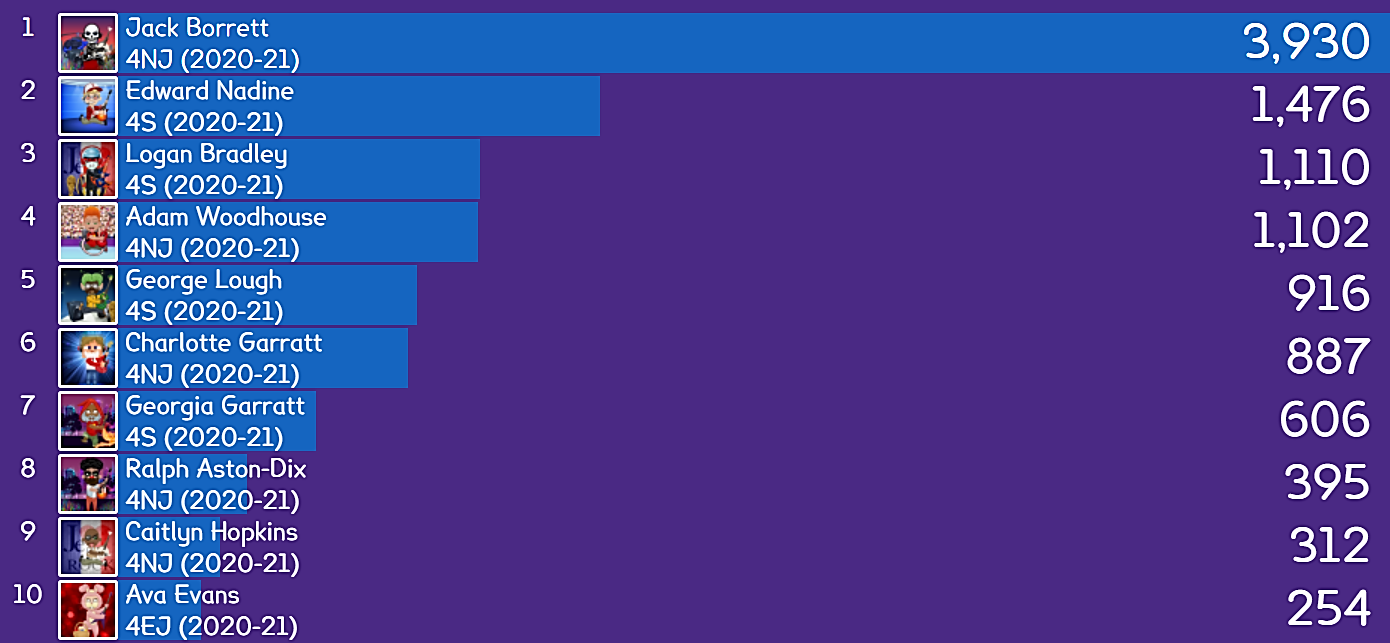 1
Jack Borrett
4NJ (2020-21)
3,930
2
Edward Nadine
4S (2020-21)
1,476
3
Logan Bradley
4S (2020-21)
1,110
4
Adam Woodhouse
4NJ (2020-21)
1,102
5
George Lough
4S (2020-21)
916
6
Charlotte Garratt
4NJ (2020-21)
887
7
Georgia Garratt
4S (2020-21)
606
8
Ralph Aston-Dix
4NJ (2020-21)
395
9
Caitlyn Hopkins
4NJ (2020-21)
312
10
Ava Evans
4EJ (2020-21)
254